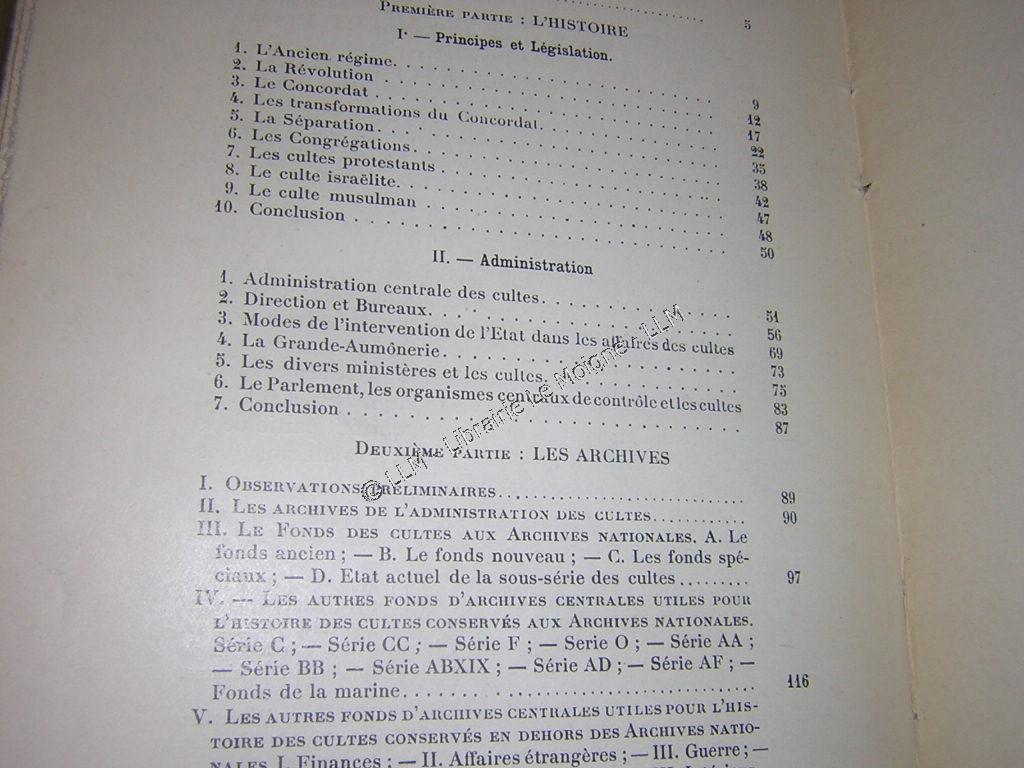 5
PREMIÈRE PARTIE : L'HISTOIRE
I. — Principes et Législation.
1. L'Ancien régime. 9
2. La Révolution 12
3. Le Concordat 17
4. Les transformations du Concordat. 22
5. La Séparation. 35
6. Les Congrégations. 38
7. Les cultes protestants 42
8. Le culte israélite. 47
9. Le culte musulman 48
10. Conclusion 50
II. — Administration
1. Administration centrale des cultes. 51
2. Direction et Bureaux. 56
3. Modes de l'intervention de l'Etat dans les affaires des cultes 69
4. La Grande-Aumônerie. 73
5. Les divers ministères et les cultes. 75
6. Le Parlement, les organismes centraux de contrôle et les cultes 83
7. Conclusion 87
DEUXIÈME PARTIE : LES ARCHIVES
I. OBSERVATIONS PRÉLIMINAIRES 89
II. LES ARCHIVES DE L'ADMINISTRATION DES CULTES 90
III. LE FONDS DES CULTES AUX ARCHIVES NATIONALES. A. Le
fonds ancien ; — B. Le fonds nouveau ; — C. Les fonds spé-
ciaux ; — D. Etat actuel de la sous-série des cultes 97
IV. — LES AUTRES FONDS D'ARCHIVES CENTRALES UTILES POUR
L'HISTOIRE DES CULTES CONSERVÉS AUX ARCHIVES NATIONALES.
Série C ; — Série CC ; — Série F ; — Serie O ; — Série AA ;
— Série BB ; — Série ABXIX ; — Série AD ; — Série AF ; —
Fonds de la marine 116
V. LES AUTRES FONDS D'ARCHIVES CENTRALES UTILES POUR L'HIS-
TOIRE DES CULTES CONSERVÉS EN DEHORS DES ARCHIVES NATIO-
NALES. I. Finances ; — II. Affaires étrangères ; — III. Guerre ; —
© LLM - Librairie Le Moigne - LLM